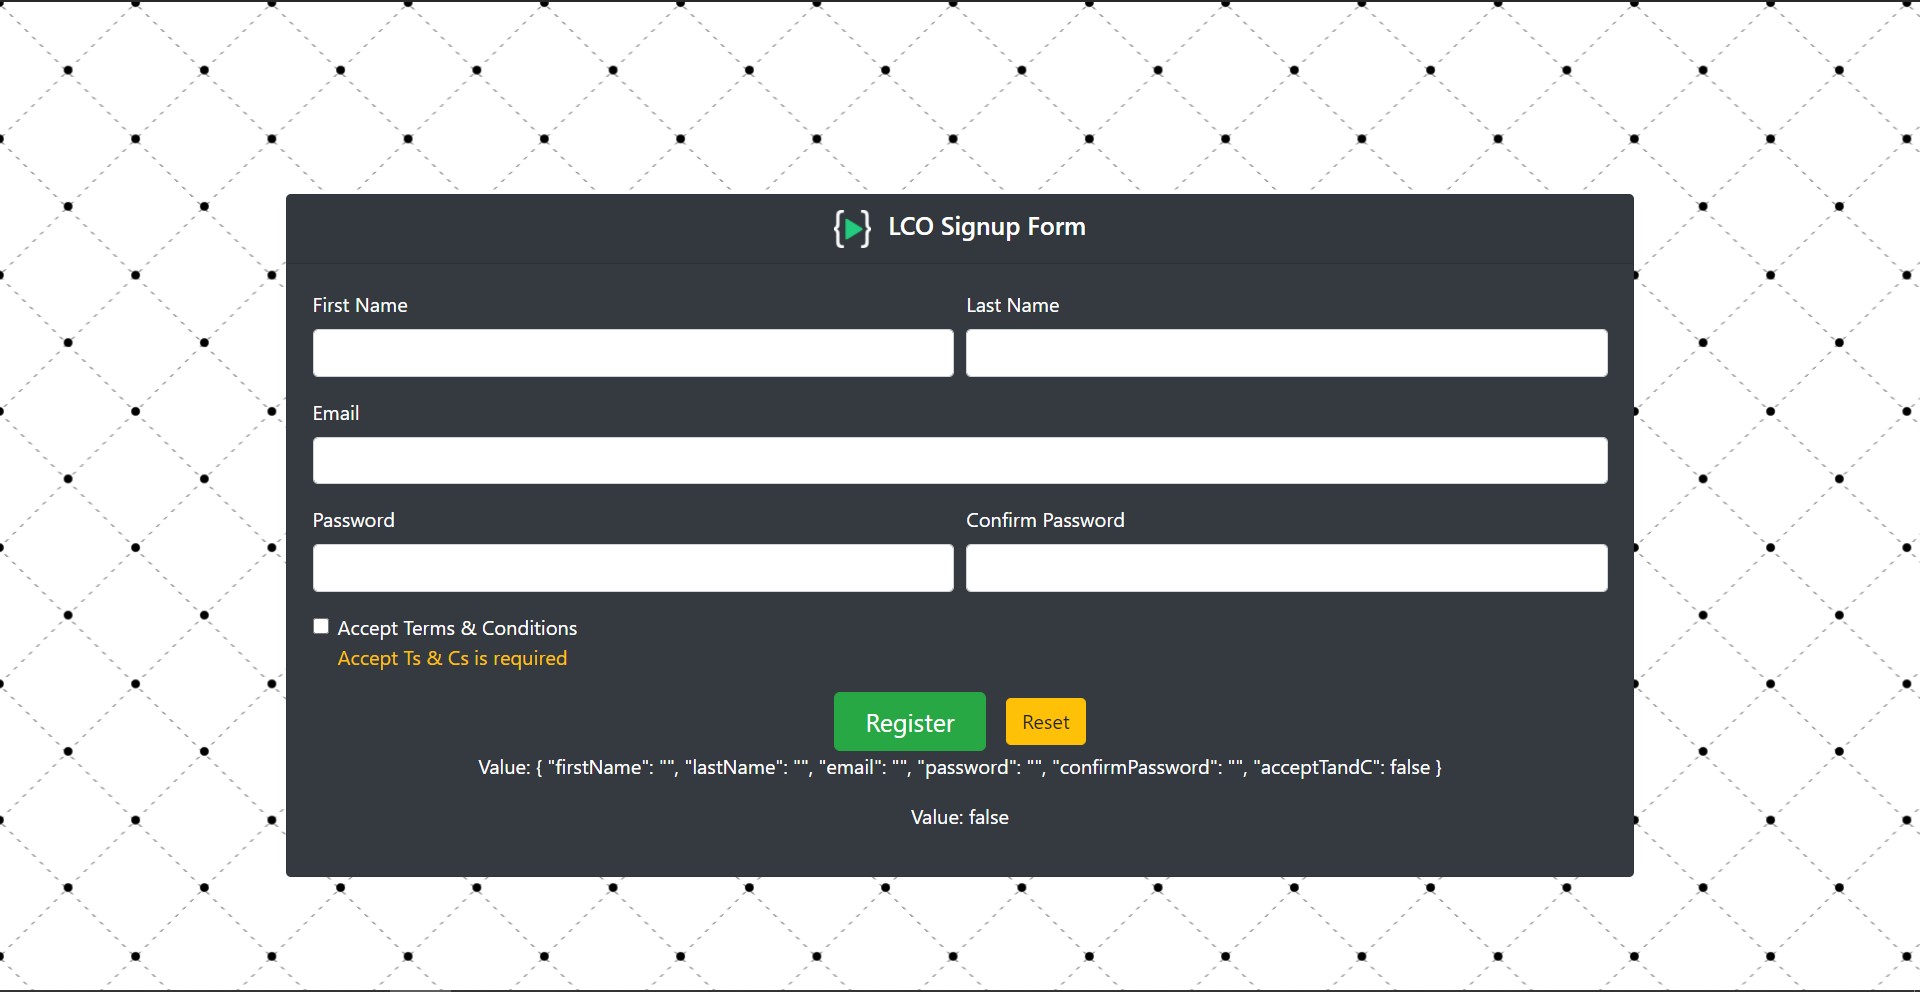 LCO Signup Form
First Name
Last Name
Email
Password
Confirm Password
Accept Terms & Conditions
Accept Ts & Cs is required
Register
Reset
Value: { "firstName": "", "lastName": "", "email": "", "password": "", "confirmPassword": "", "acceptTandC": false }
Value: false